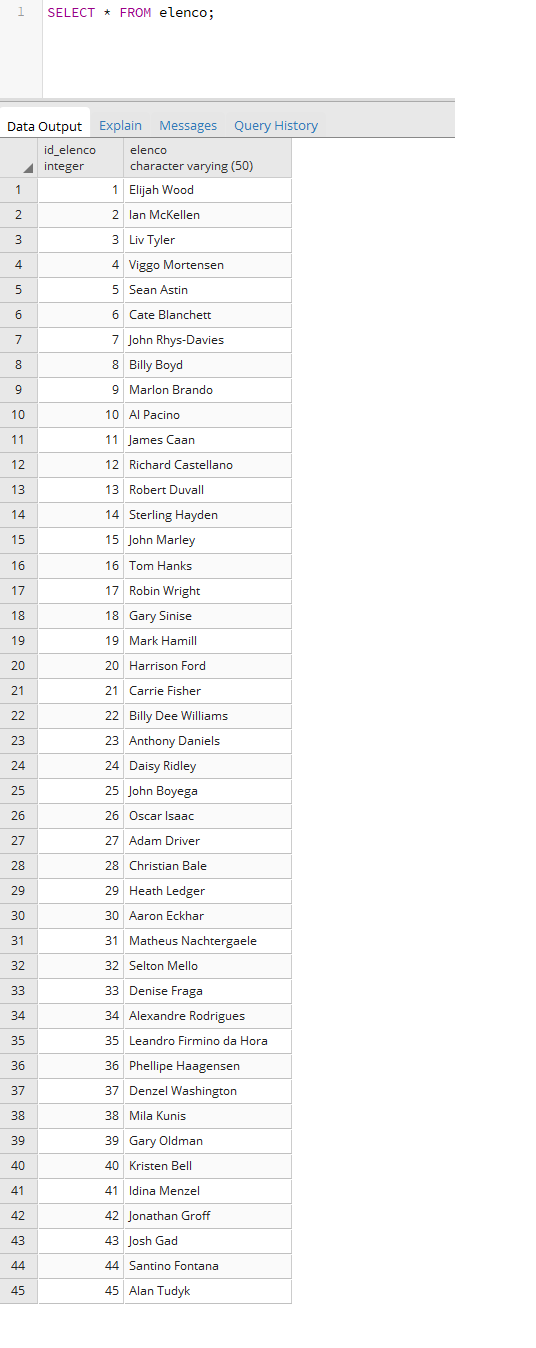 1 SELECT * FROM elenco;
Data Output Explain Messages Query History
id_elenco elenco
integer character varying (50)
1 1 Elijah Wood
2 2 Ian McKellen
3 3 Liv Tyler
4 4 Viggo Mortensen
5 5 Sean Astin
6 6 Cate Blanchett
7 7 John Rhys-Davies
8 8 Billy Boyd
9 9 Marlon Brando
10 10 Al Pacino
11 11 James Caan
12 12 Richard Castellano
13 13 Robert Duvall
14 14 Sterling Hayden
15 15 John Marley
16 16 Tom Hanks
17 17 Robin Wright
18 18 Gary Sinise
19 19 Mark Hamill
20 20 Harrison Ford
21 21 Carrie Fisher
22 22 Billy Dee Williams
23 23 Anthony Daniels
24 24 Daisy Ridley
25 25 John Boyega
26 26 Oscar Isaac
27 27 Adam Driver
28 28 Christian Bale
29 29 Heath Ledger
30 30 Aaron Eckhar
31 31 Matheus Nachtergaele
32 32 Selton Mello
33 33 Denise Fraga
34 34 Alexandre Rodrigues
35 35 Leandro Firmino da Hora
36 36 Phellipe Haagensen
37 37 Denzel Washington
38 38 Mila Kunis
39 39 Gary Oldman
40 40 Kristen Bell
41 41 Idina Menzel
42 42 Jonathan Groff
43 43 Josh Gad
44 44 Santino Fontana
45 45 Alan Tudyk